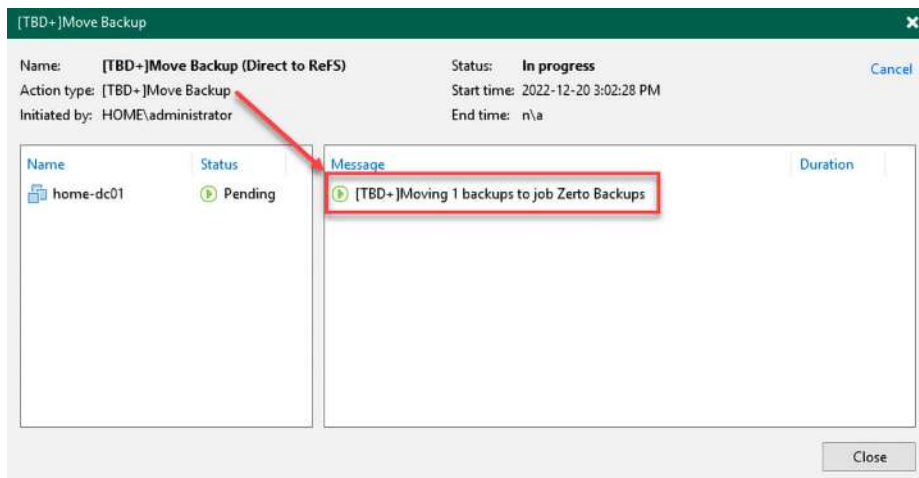 [TBD+]Move Backup
Name: [TBD+]Move Backup (Direct to ReFS) Status: In progress Cancel
Action type: [TBD+]Move Backup Start time: 2022-12-20 3:02:28 PM
Initiated by: HOME\administrator End time: n\a
Name Status Message Duration
home-dc01 Pending [TBD+]Moving 1 backups to job Zerto Backups
Close